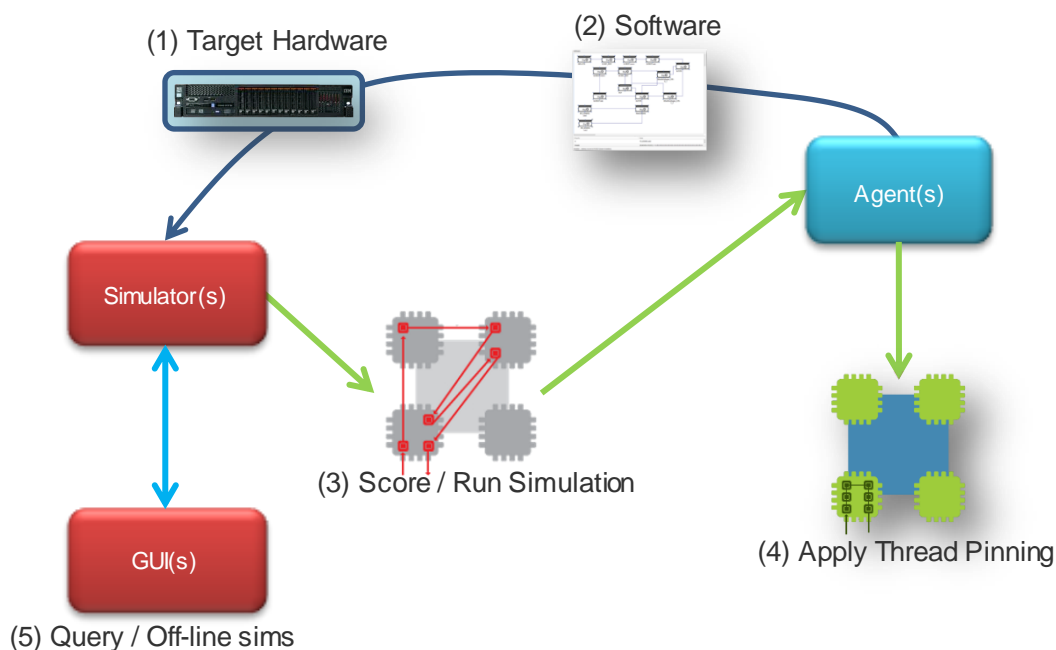 (2) Software
(1) Target Hardware
Agent(s)
Simulator(s)
(3) Score / Run Simulation
(4) Apply Thread Pinning
GUI(s)
(5) Query / Off-line sims